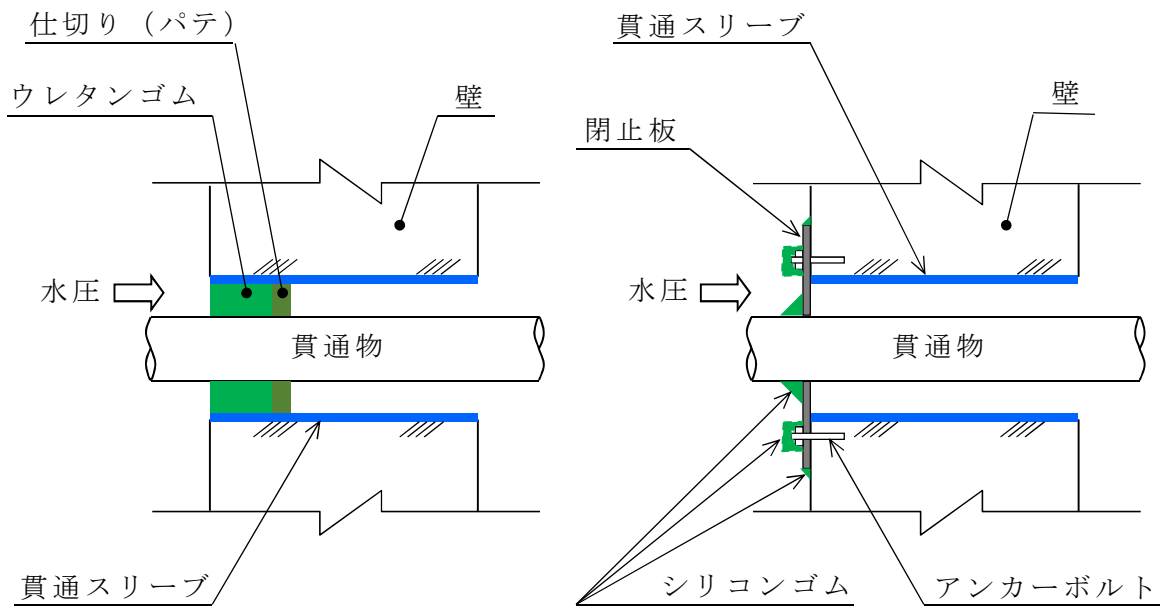 仕切り（パテ）
ウレタンゴム
壁
水圧
貫通物
貫通スリーブ
貫通スリーブ
壁
閉止板
水圧
貫通物
シリコンゴム
アンカーボルト